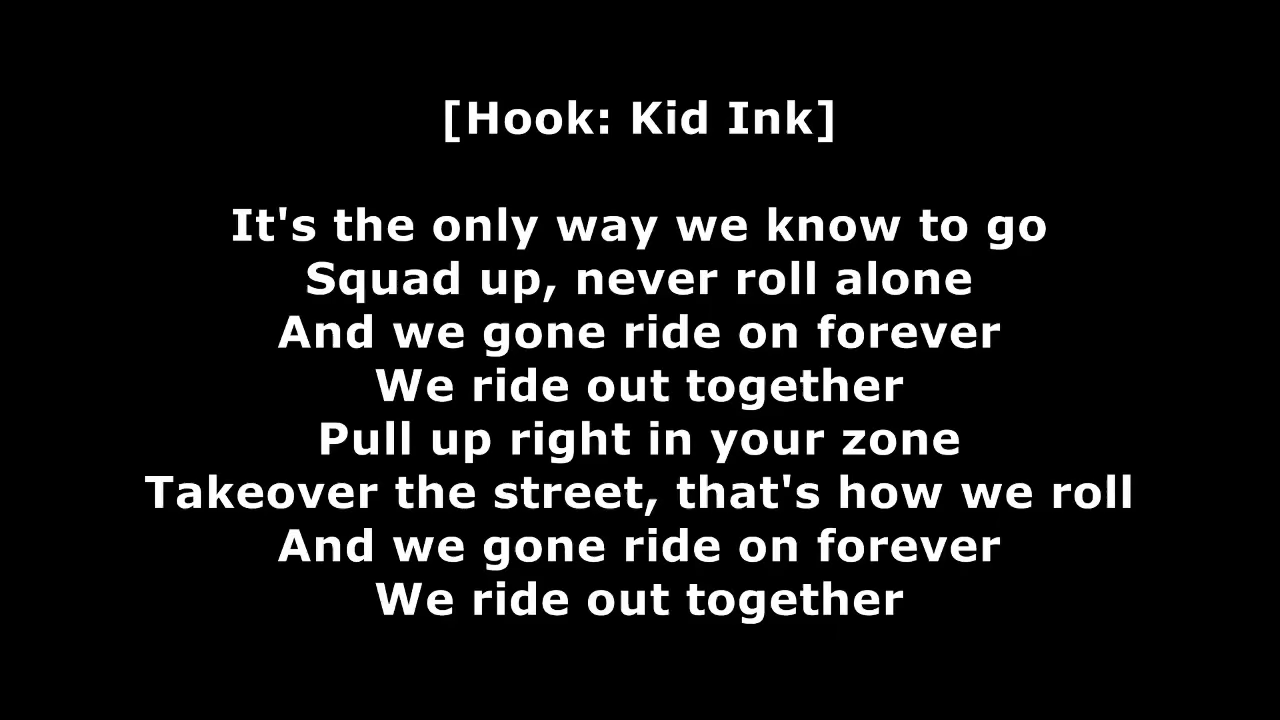 [Hook: Kid Ink]
It's the only way we know to go
Squad up, never roll alone
And we gone ride on forever
We ride out together
Pull up right in your zone
Takeover the street, that's how we roll
And we gone ride on forever
We ride out together